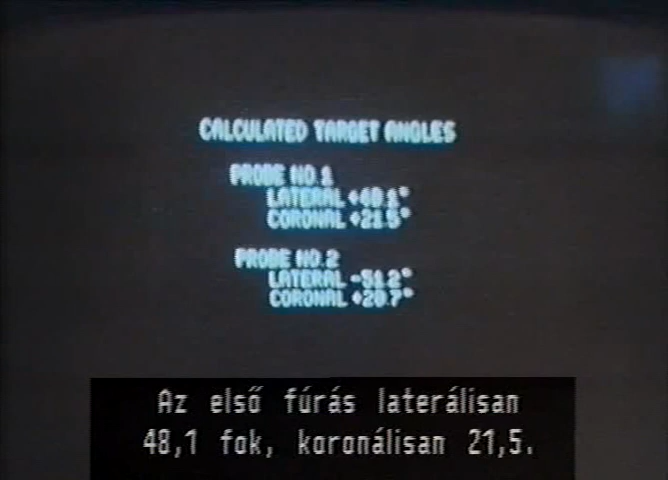 CALCULATED TARGET ANGLES
PROBE NO.1
LATERAL +48.1°
CORONAL +21.5°
PROBE NO.2
LATERAL -51.2°
CORONAL +20.7°
Az első fúrás laterálisan
48,1 fok, koronálisan 21,5.